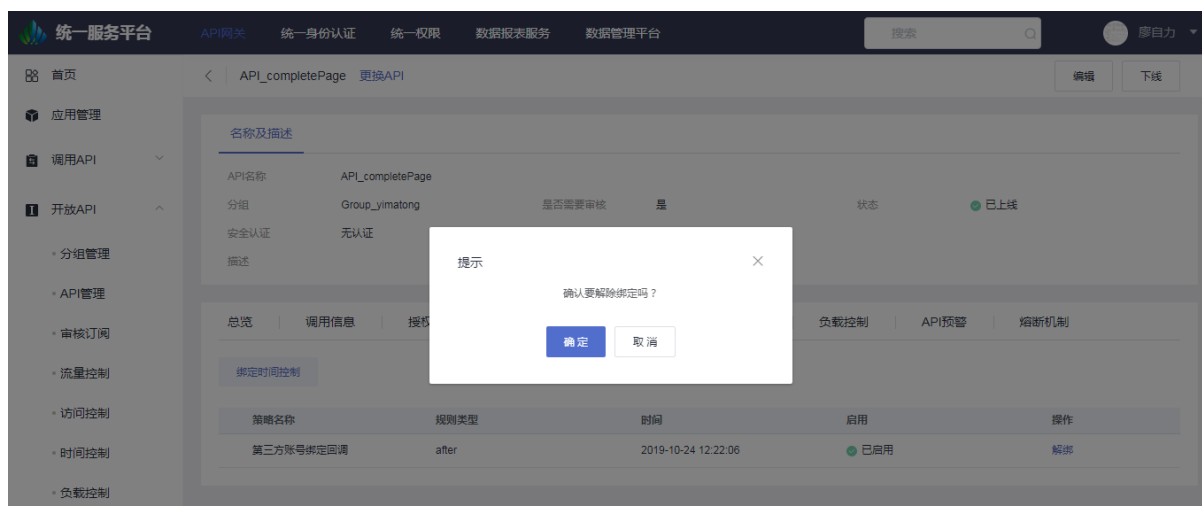 统一服务平台 API网关 统一身份认证 统一权限 数据报表服务 数据管理平台 搜索 廖自力
首页
API_completePage 更换API 编辑 下线
应用管理
名称及描述
调用API
API名称 API_completePage
开放API
分组 Group_yimatong 是否需要审核 是 状态 已上线
安全认证 无认证
分组管理
描述
提示
API管理
确认要解除绑定吗？
总览 调用信息 授权 负载控制 API预警 熔断机制
审核订阅
确定 取消
流量控制
绑定时间控制
访问控制
策略名称 规则类型 时间 启用 操作
时间控制
第三方账号绑定回调 after 2019-10-24 12:22:06 已启用 解绑
负载控制